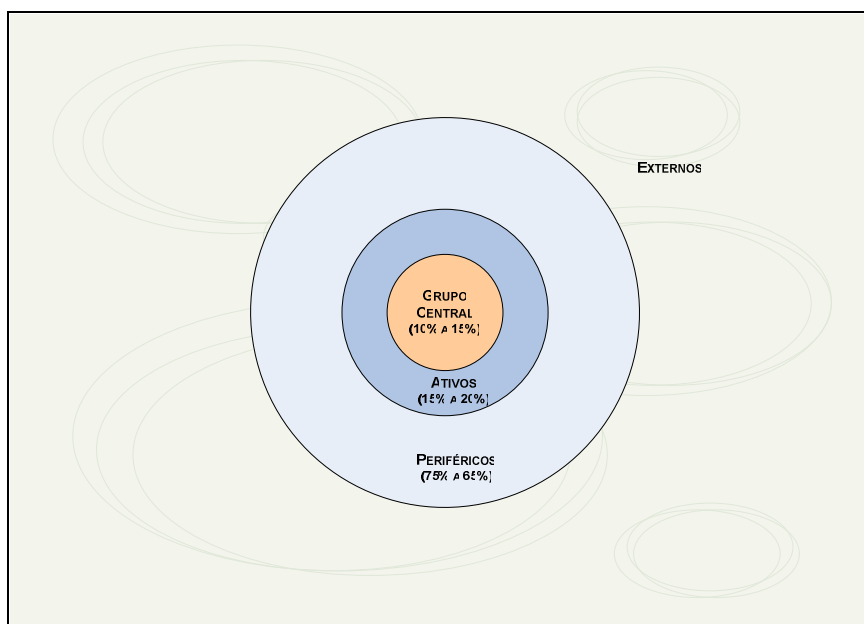 EXTERNOS
GRUPO
CENTRAL
(10% A 15%)
ATIVOS
(15% A 20%)
PERIFÉRICOS
(75% A 65%)